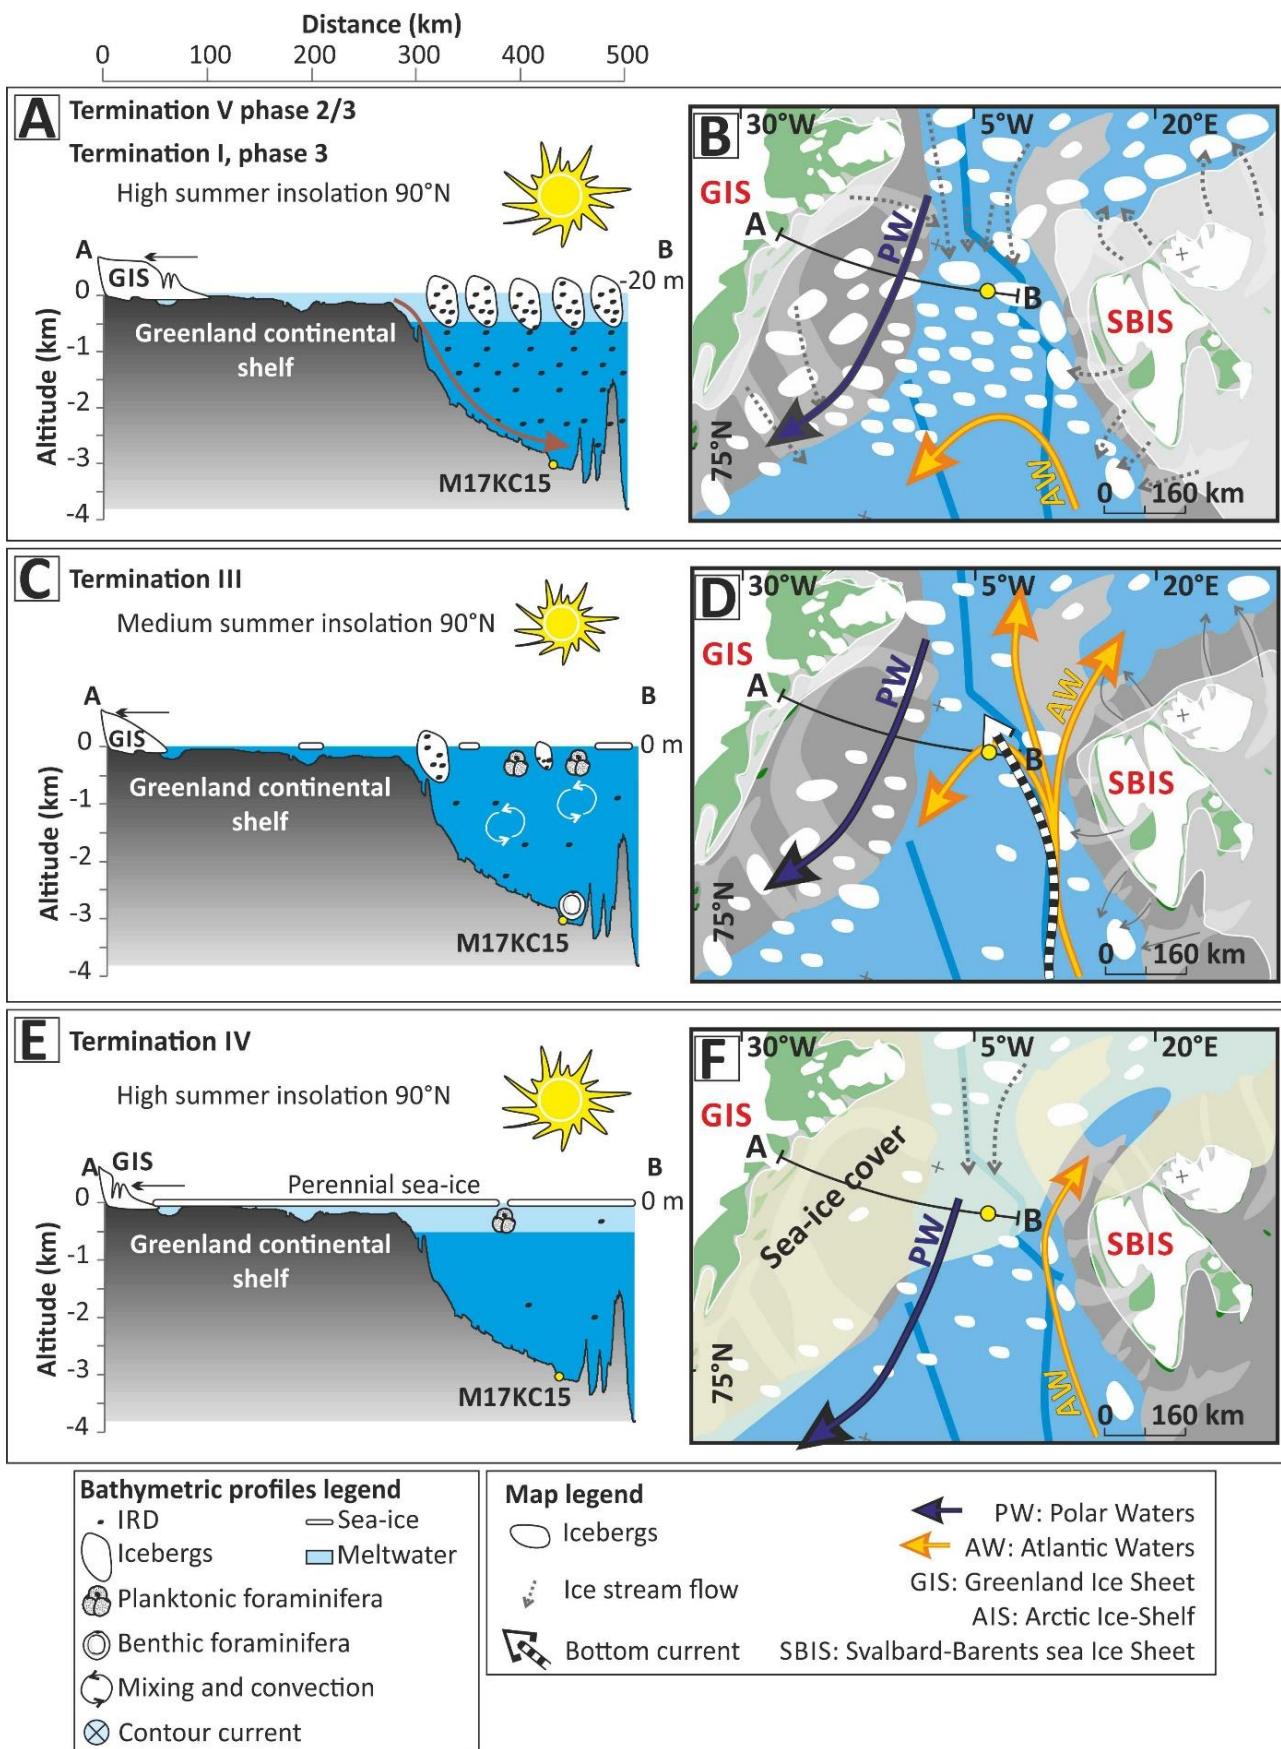 Distance (km)
0 100 200 300 400 500
A Termination V phase 2/3
Termination I, phase 3
High summer insolation 90°N
A
B
GIS
0
-20 m
Greenland continental
shelf
-1
-2
-3
-4
Altitude (km)
M17KC15
B
30°W 5°W 20°E
GIS
A
PW
B
SBIS
75°N
AW
0 160 km
C Termination III
Medium summer insolation 90°N
A
B
GIS
0
0 m
Greenland continental
shelf
-1
-2
-3
-4
Altitude (km)
M17KC15
D
30°W 5°W 20°E
GIS
A
PW
AW
B
SBIS
75°N
0 160 km
E Termination IV
High summer insolation 90°N
A GIS
B
Perennial sea-ice
0
0 m
Greenland continental
shelf
-1
-2
-3
-4
Altitude (km)
M17KC15
F
30°W 5°W 20°E
GIS
A
Sea-ice cover
PW
B
SBIS
75°N
AW
0 160 km
Bathymetric profiles legend
IRD
Sea-ice
Icebergs
Meltwater
Planktonic foraminifera
Benthic foraminifera
Mixing and convection
Contour current
Map legend
Icebergs
Ice stream flow
Bottom current
PW: Polar Waters
AW: Atlantic Waters
GIS: Greenland Ice Sheet
AIS: Arctic Ice-Shelf
SBIS: Svalbard-Barents sea Ice Sheet